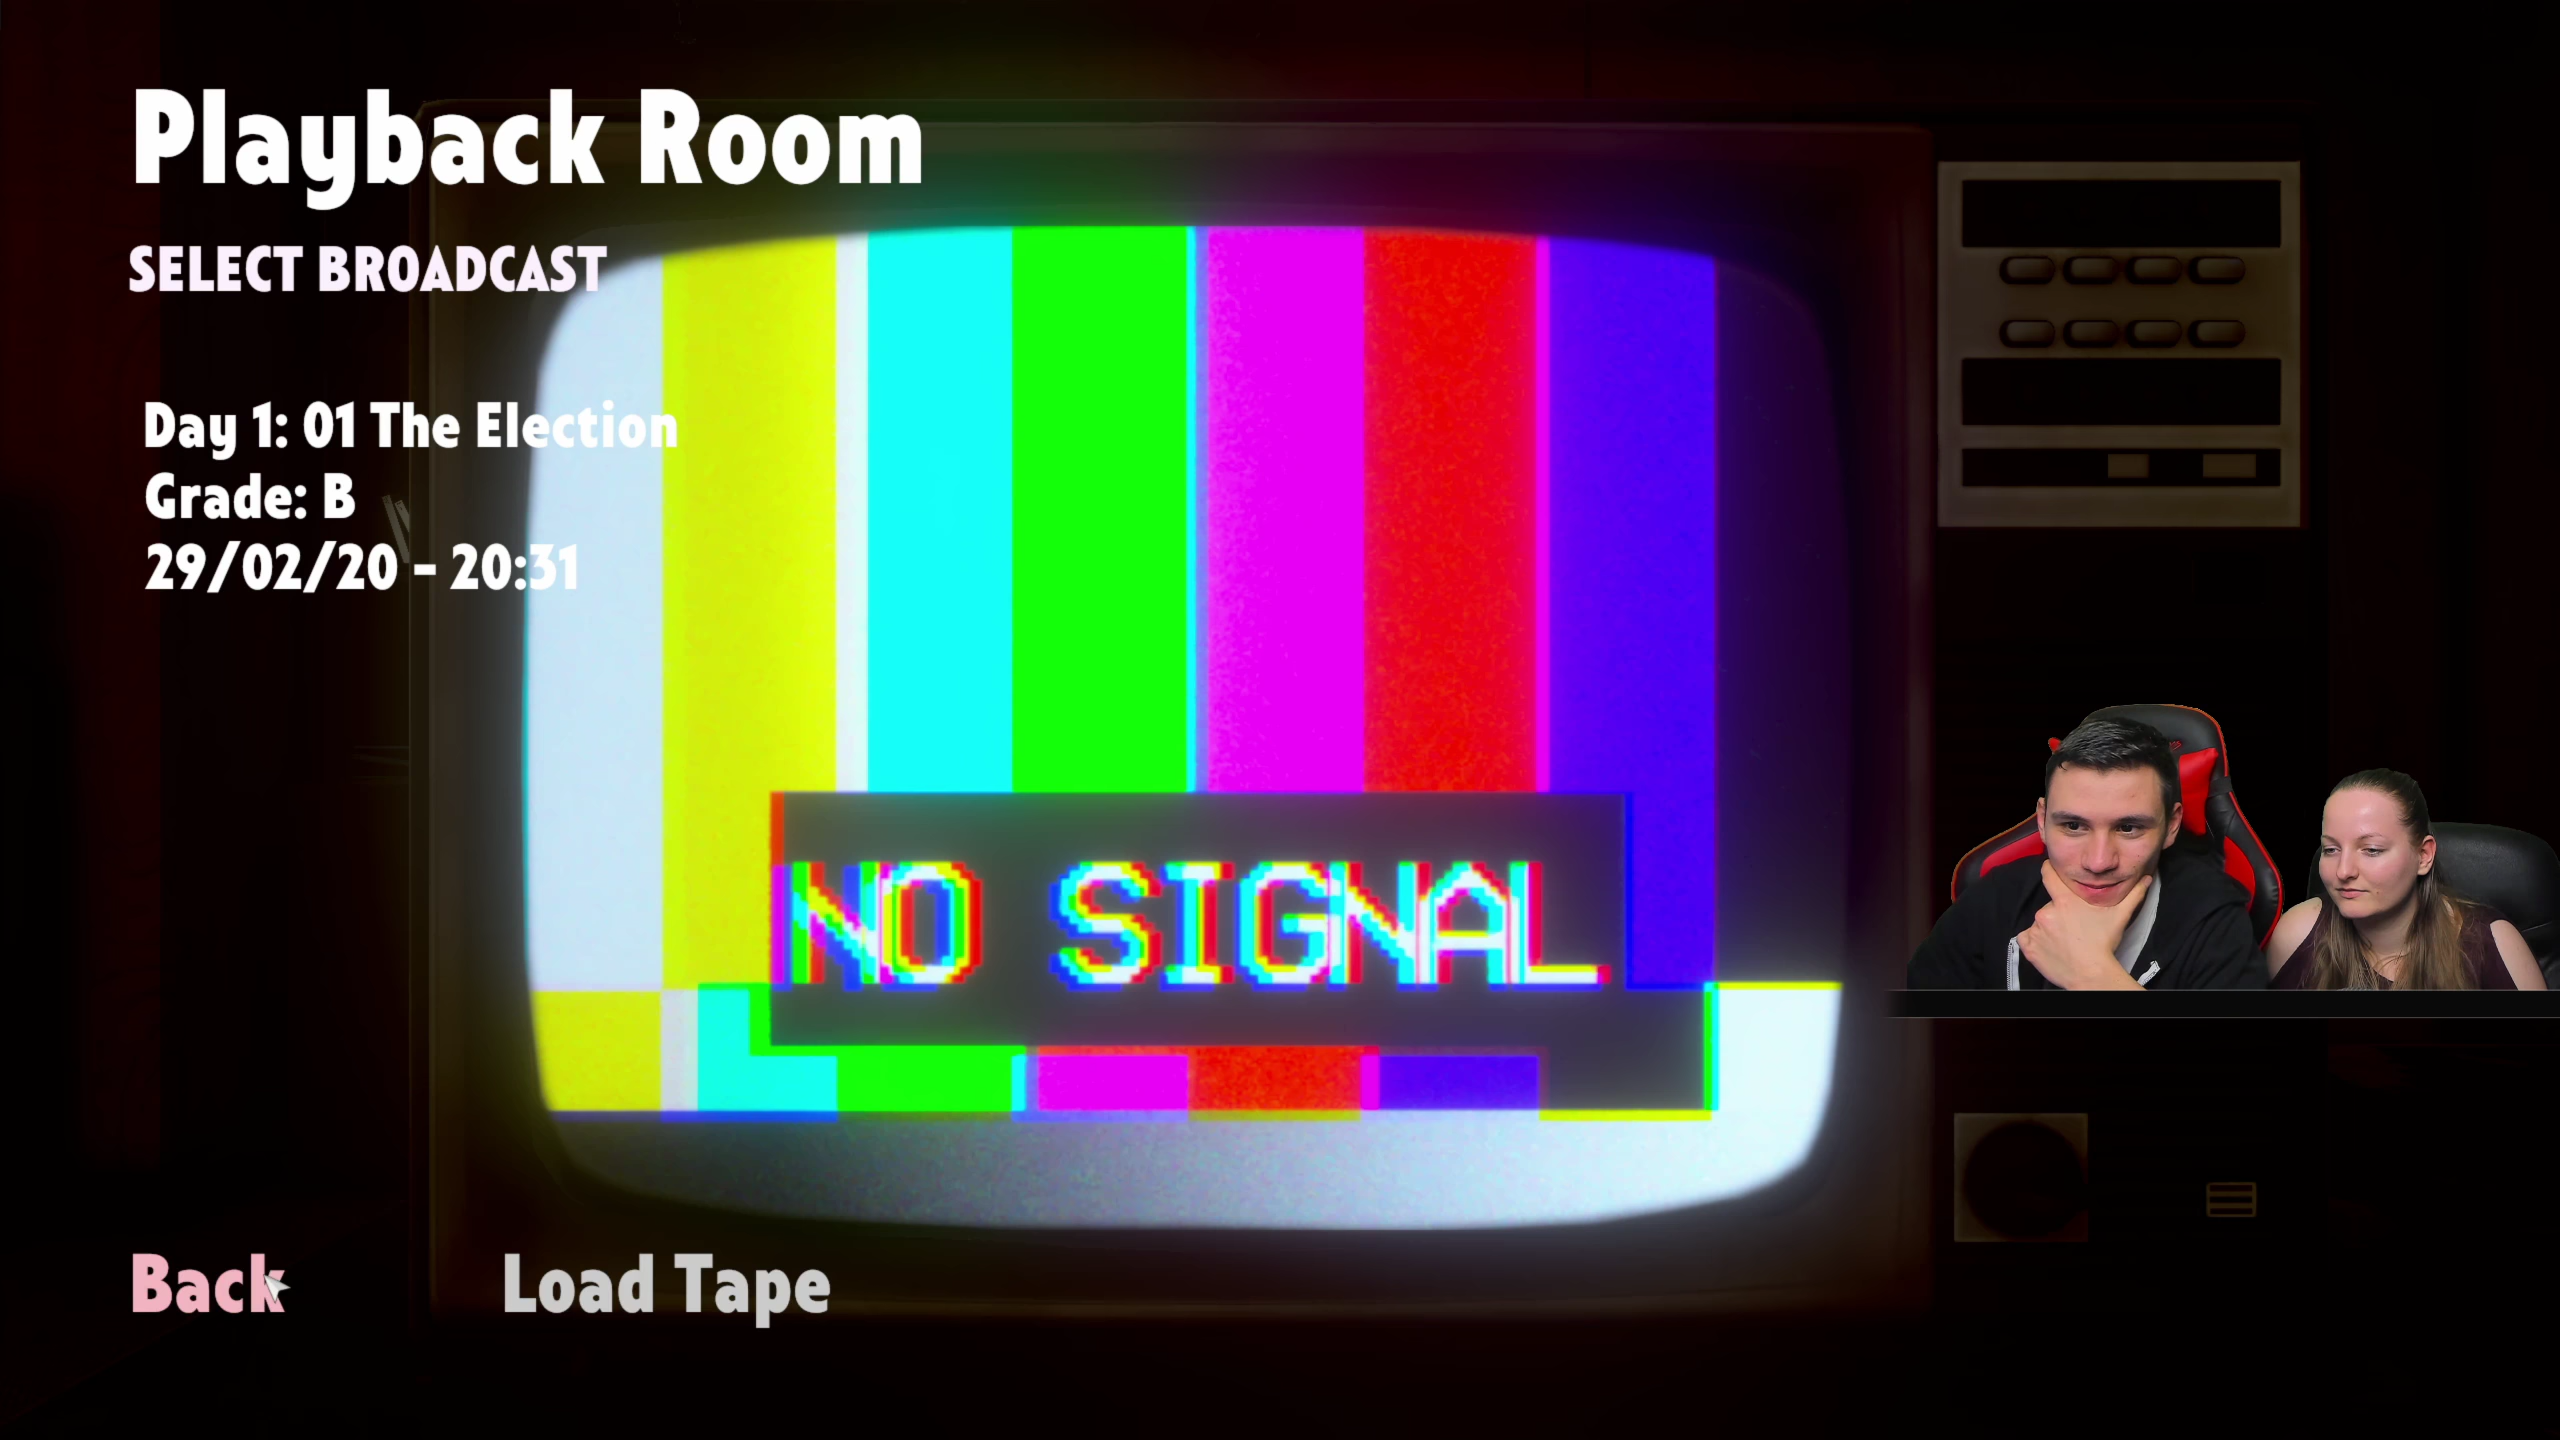 Playback Room
SELECT BROADCAST
Day 1: 01 The Election
Grade: B
29/02/20 - 20:31
NO SIGNAL
Back
Load Tape